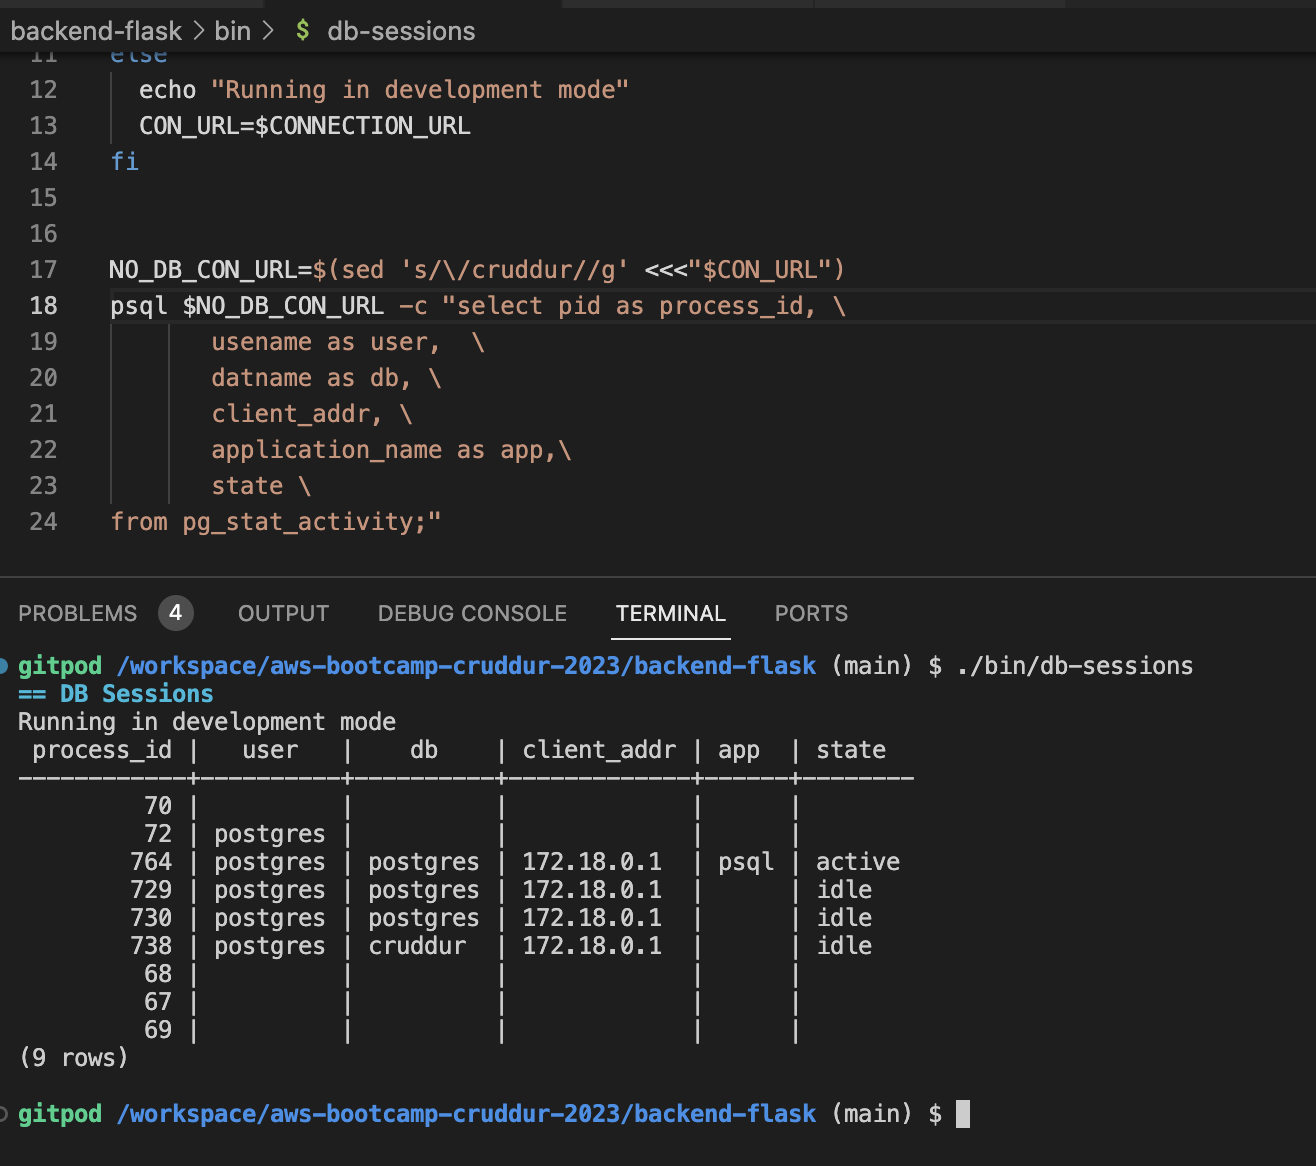 backend-flask > bin > $ db-sessions
11 else
12 echo "Running in development mode"
13 CON_URL=$CONNECTION_URL
14 fi
15
16
17 NO_DB_CON_URL=$(sed 's/\/cruddur//g' <<<"$CON_URL")
18 psql $NO_DB_CON_URL -c "select pid as process_id, \
19 usename as user,  \
20 datname as db, \
21 client_addr, \
22 application_name as app,\
23 state \
24 from pg_stat_activity;"
PROBLEMS 4 OUTPUT DEBUG CONSOLE TERMINAL PORTS
gitpod /workspace/aws-bootcamp-cruddur-2023/backend-flask (main) $ ./bin/db-sessions
== DB Sessions
Running in development mode
 process_id |   user   |    db    | client_addr | app  | state
------------+----------+----------+-------------+------+--------
         70 |          |          |             |      |
         72 | postgres |          |             |      |
        764 | postgres | postgres | 172.18.0.1  | psql | active
        729 | postgres | postgres | 172.18.0.1  |      | idle
        730 | postgres | postgres | 172.18.0.1  |      | idle
        738 | postgres | cruddur  | 172.18.0.1  |      | idle
         68 |          |          |             |      |
         67 |          |          |             |      |
         69 |          |          |             |      |
(9 rows)
gitpod /workspace/aws-bootcamp-cruddur-2023/backend-flask (main) $